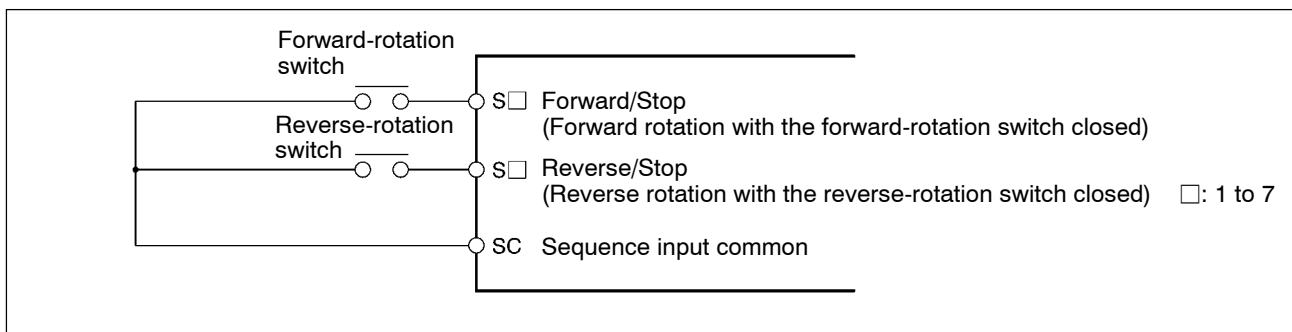 Forward-rotation
switch
S□ Forward/Stop
(Forward rotation with the forward-rotation switch closed)
Reverse-rotation
switch
S□ Reverse/Stop
(Reverse rotation with the reverse-rotation switch closed) □: 1 to 7
SC Sequence input common